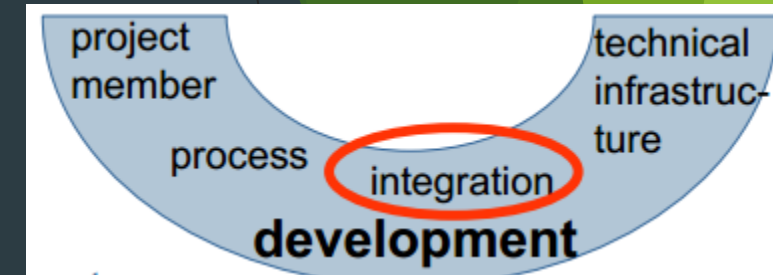 project
member
technical
infrastruc-
ture
process
integration
development